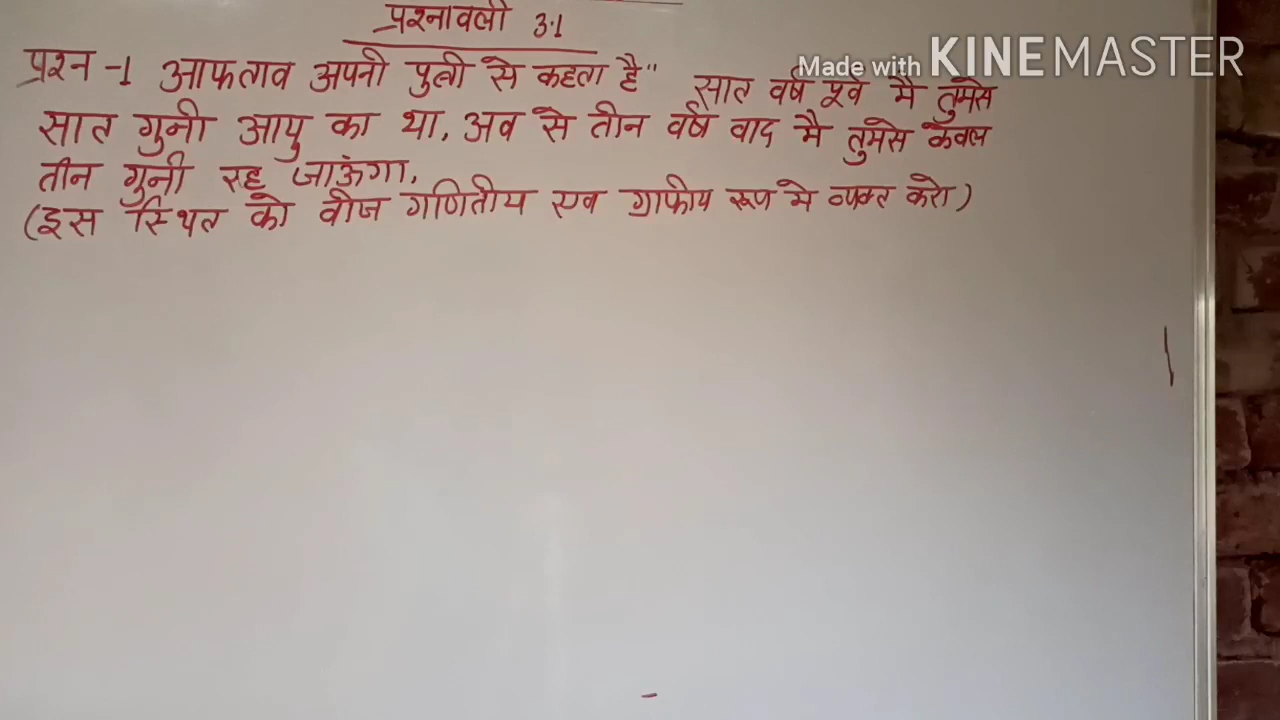 प्रश्नावली 3.1
Made with KINEMASTER
प्रश्न -1 आफताव अपनी पुत्री से कहता है" सात वर्ष पूर्व मै तुमसे
सात गुनी आयु का था, अव से तीन वर्ष वाद मै तुमसे केवल
तीन गुनी रह जाऊंगा,
(इस स्थित को वीज गणितीय एव ग्राफीय रूप मे व्यक्त करो)